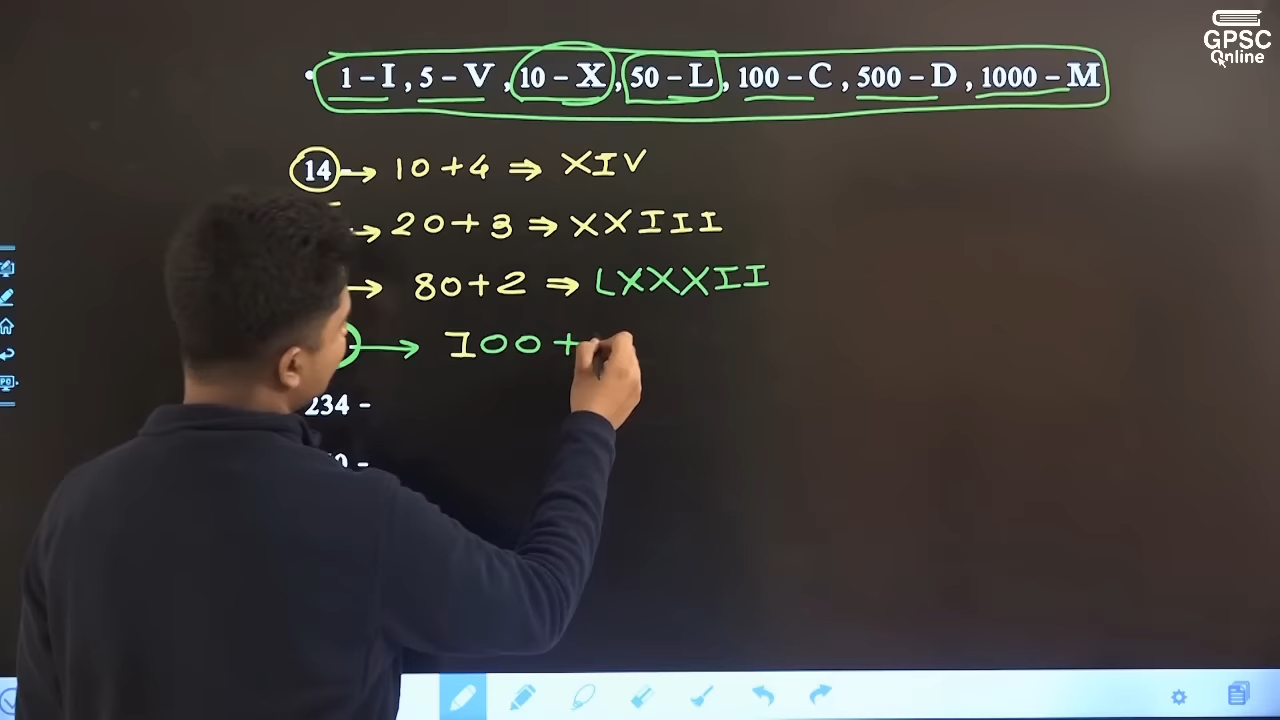 GPSC
Online
• 1 – I , 5 – V , 10 – X , 50 – L , 100 – C , 500 – D , 1000 – M
14 - → 10 + 4 ⇒ XIV
→ 20 + 3 ⇒ XXIII
→ 80 + 2 ⇒ LXXXII
→ 100 +
234 -
0 -